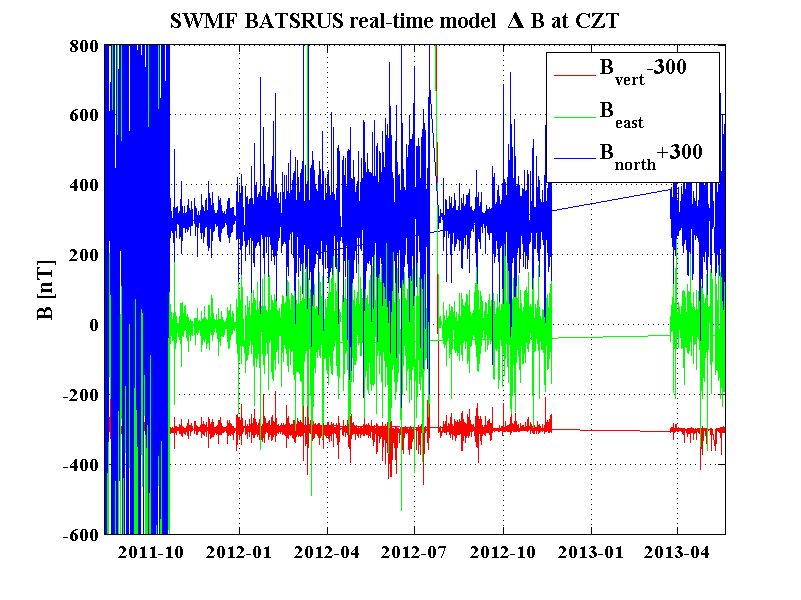 SWMF BATSRUS real-time model Δ B at CZT
800
600
400
200
0
-200
-400
-600
B [nT]
B_vert-300
B_east
B_north+300
2011-10 2012-01 2012-04 2012-07 2012-10 2013-01 2013-04